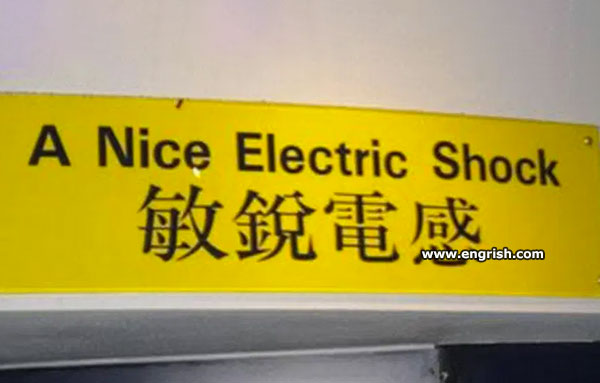 A Nice Electric Shock
敏銳電感
www.engrish.com